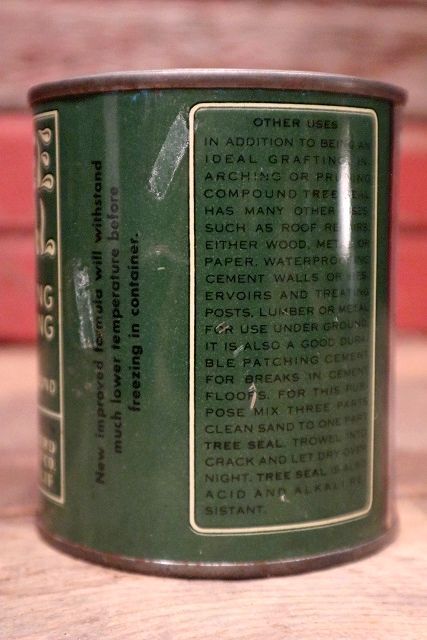 New improved formula will withstand
much lower temperature before
freezing in container.
OTHER USES
IN ADDITION TO BEING AN
IDEAL GRAFTING, IN-
ARCHING OR PRUNING
COMPOUND TREE SEAL
HAS MANY OTHER USES
SUCH AS ROOF REPAIRS
EITHER WOOD, METAL OR
PAPER. WATERPROOFING
CEMENT WALLS OR RES-
ERVOIRS AND TREATING
POSTS, LUMBER OR METAL
FOR USE UNDER GROUND.
IT IS ALSO A GOOD DURA-
BLE PATCHING CEMENT
FOR BREAKS IN CEMENT
FLOORS. FOR THIS PUR-
POSE MIX THREE PARTS
CLEAN SAND TO ONE PART
TREE SEAL. TROWEL INTO
CRACK AND LET DRY OVER
NIGHT. TREE SEAL IS ALSO
ACID AND ALKALI RE-
SISTANT.